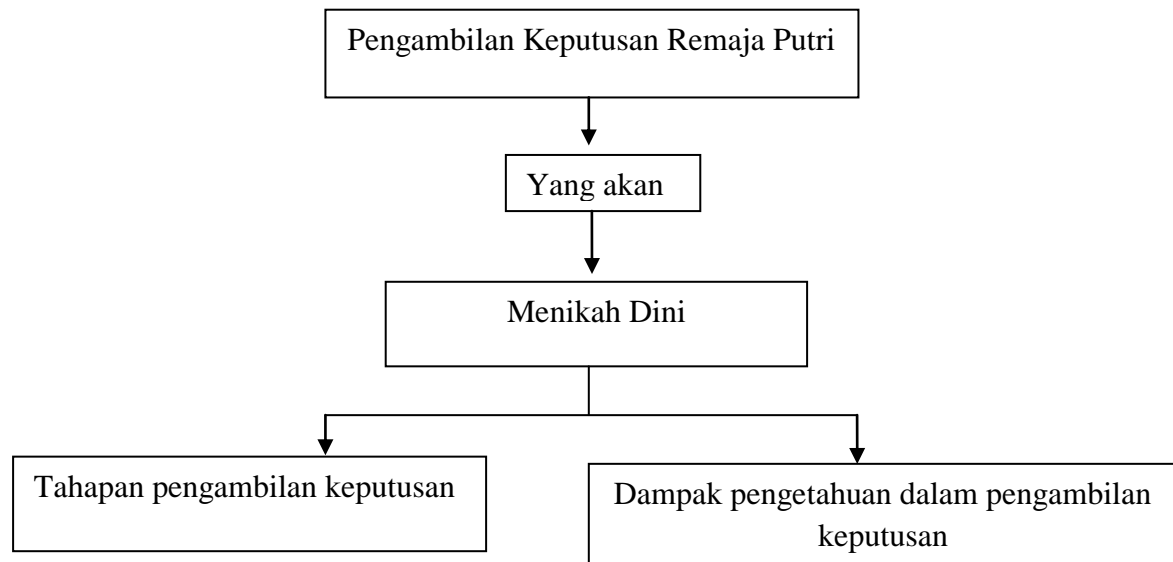 Pengambilan Keputusan Remaja Putri
Yang akan
Menikah Dini
Tahapan pengambilan keputusan
Dampak pengetahuan dalam pengambilan
keputusan